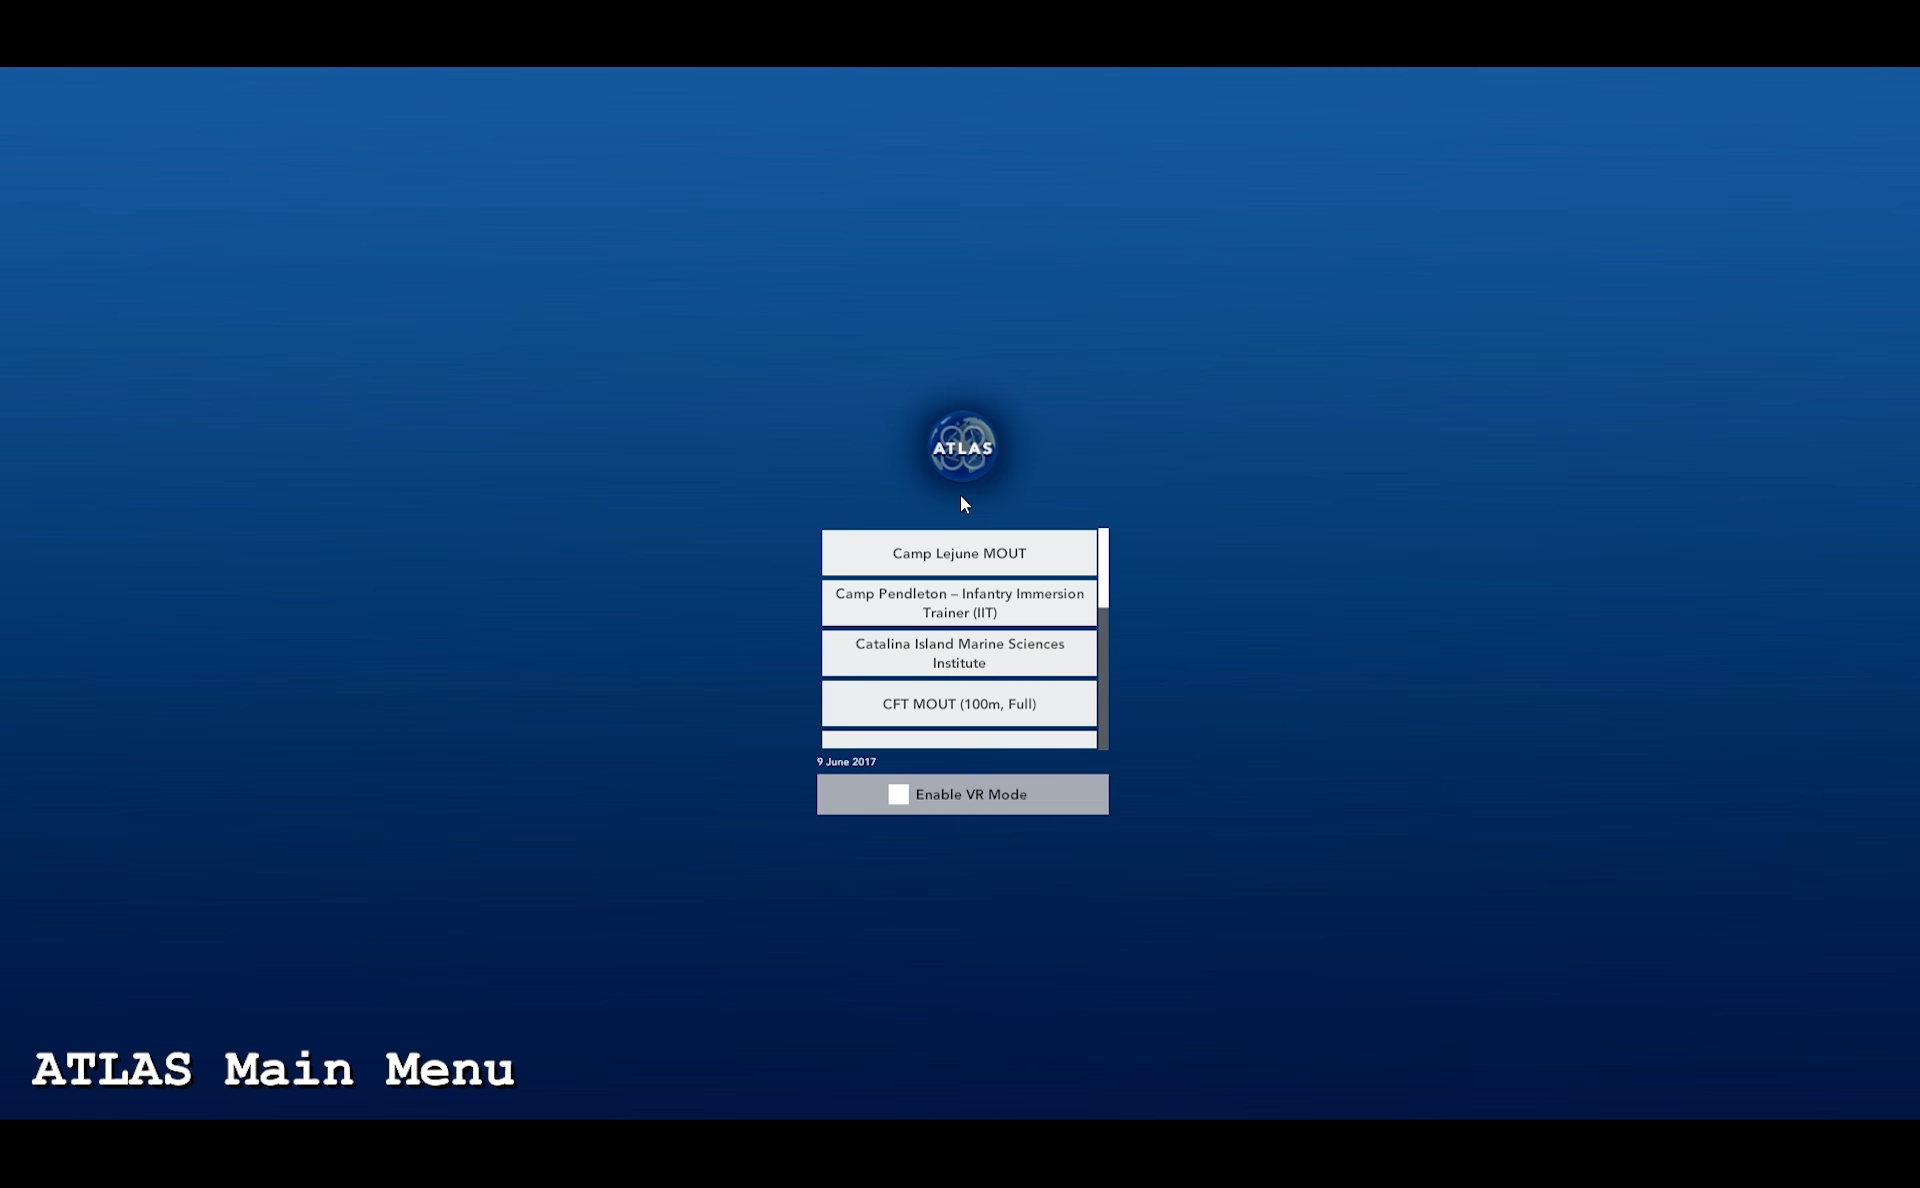 ATLAS
Camp Lejune MOUT
Camp Pendleton – Infantry Immersion
Trainer (IIT)
Catalina Island Marine Sciences
Institute
CFT MOUT (100m, Full)
9 June 2017
Enable VR Mode
ATLAS Main Menu